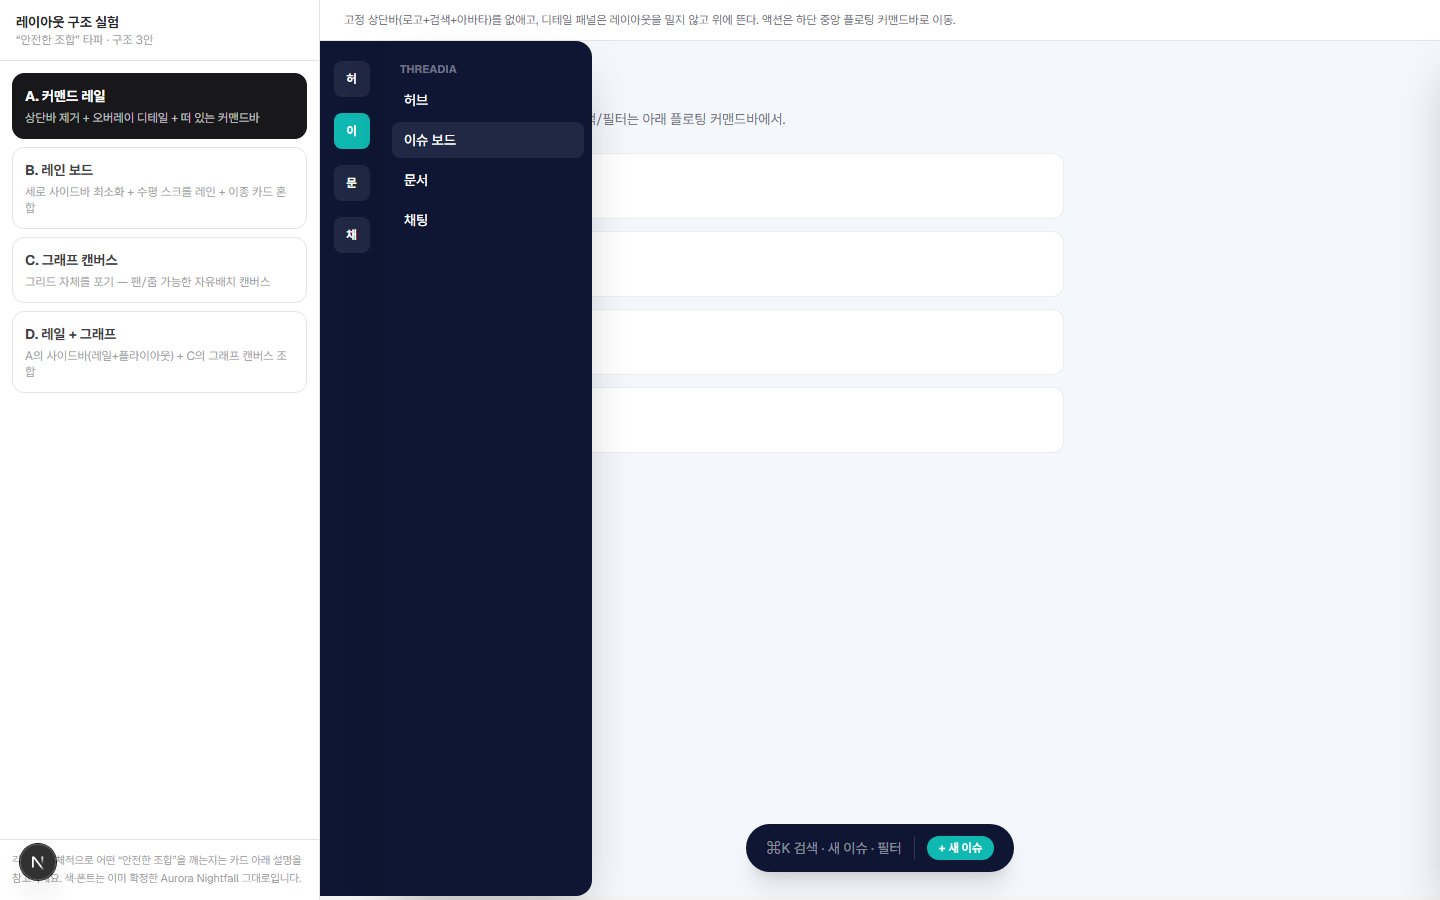 레이아웃 구조 실험
“안전한 조합” 타파 · 구조 3안
A. 커맨드 레일
상단바 제거 + 오버레이 디테일 + 떠 있는 커맨드바
B. 레인 보드
세로 사이드바 최소화 + 수평 스크롤 레인 + 이종 카드 혼
합
C. 그래프 캔버스
그리드 자체를 포기 — 팬/줌 가능한 자유배치 캔버스
D. 레일 + 그래프
A의 사이드바(레일+플라이아웃) + C의 그래프 캔버스 조
합
체적으로 어떤 “안전한 조합”을 깨는지는 카드 아래 설명을
참고 요. 색·폰트는 이미 확정한 Aurora Nightfall 그대로입니다.
N
고정 상단바(로고+검색+아바타)를 없애고, 디테일 패널은 레이아웃을 밀지 않고 위에 뜬다. 액션은 하단 중앙 플로팅 커맨드바로 이동.
허
이
문
채
THREADIA
허브
이슈 보드
문서
채팅
/필터는 아래 플로팅 커맨드바에서.
⌘K 검색 · 새 이슈 · 필터
+ 새 이슈